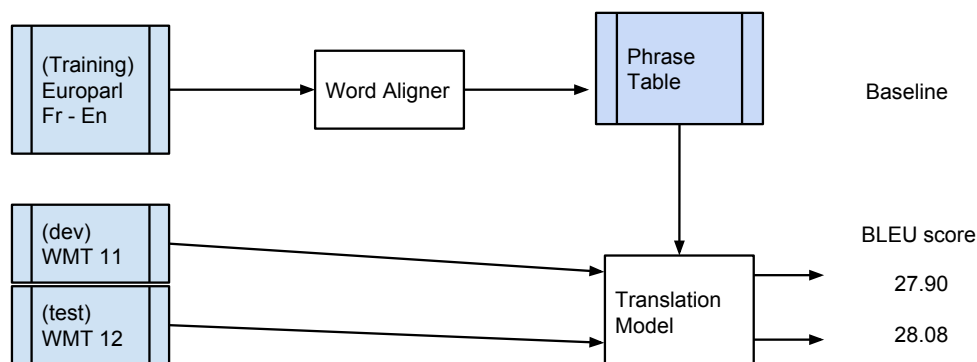 (Training)
Europarl
Fr - En
Word Aligner
Phrase
Table
Baseline
(dev)
WMT 11
(test)
WMT 12
Translation
Model
BLEU score
27.90
28.08